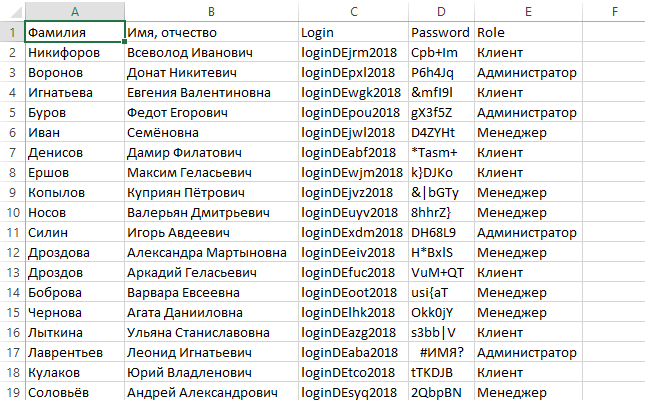 A B C D E F
1 Фамилия Имя, отчество Login Password Role
2 Никифоров Всеволод Иванович loginDEjrm2018 Cpb+Im Клиент
3 Воронов Донат Никитевич loginDEpxl2018 P6h4Jq Администратор
4 Игнатьева Евгения Валентиновна loginDEwgk2018 &mfI9l Клиент
5 Буров Федот Егорович loginDEpou2018 gX3f5Z Администратор
6 Иван Семёновна loginDEjwl2018 D4ZYHt Менеджер
7 Денисов Дамир Филатович loginDEabf2018 *Tasm+ Клиент
8 Ершов Максим Геласьевич loginDEwjm2018 k}DJKo Клиент
9 Копылов Куприян Пётрович loginDEjvz2018 &|bGTy Менеджер
10 Носов Валерьян Дмитрьевич loginDEuyv2018 8hhrZ} Менеджер
11 Силин Игорь Авдеевич loginDExdm2018 DH68L9 Администратор
12 Дроздова Александра Мартыновна loginDEeiv2018 H*BxlS Менеджер
13 Дроздов Аркадий Геласьевич loginDEfuc2018 VuM+QT Клиент
14 Боброва Варвара Евсеевна loginDEoot2018 usi{aT Менеджер
15 Чернова Агата Данииловна loginDElhk2018 Okk0jY Менеджер
16 Лыткина Ульяна Станиславовна loginDEazg2018 s3bb|V Клиент
17 Лаврентьев Леонид Игнатьевич loginDEaba2018 #ИМЯ? Администратор
18 Кулаков Юрий Владленович loginDEtco2018 tTKDJB Клиент
19 Соловьёв Андрей Александрович loginDEsyq2018 2QbpBN Менеджер